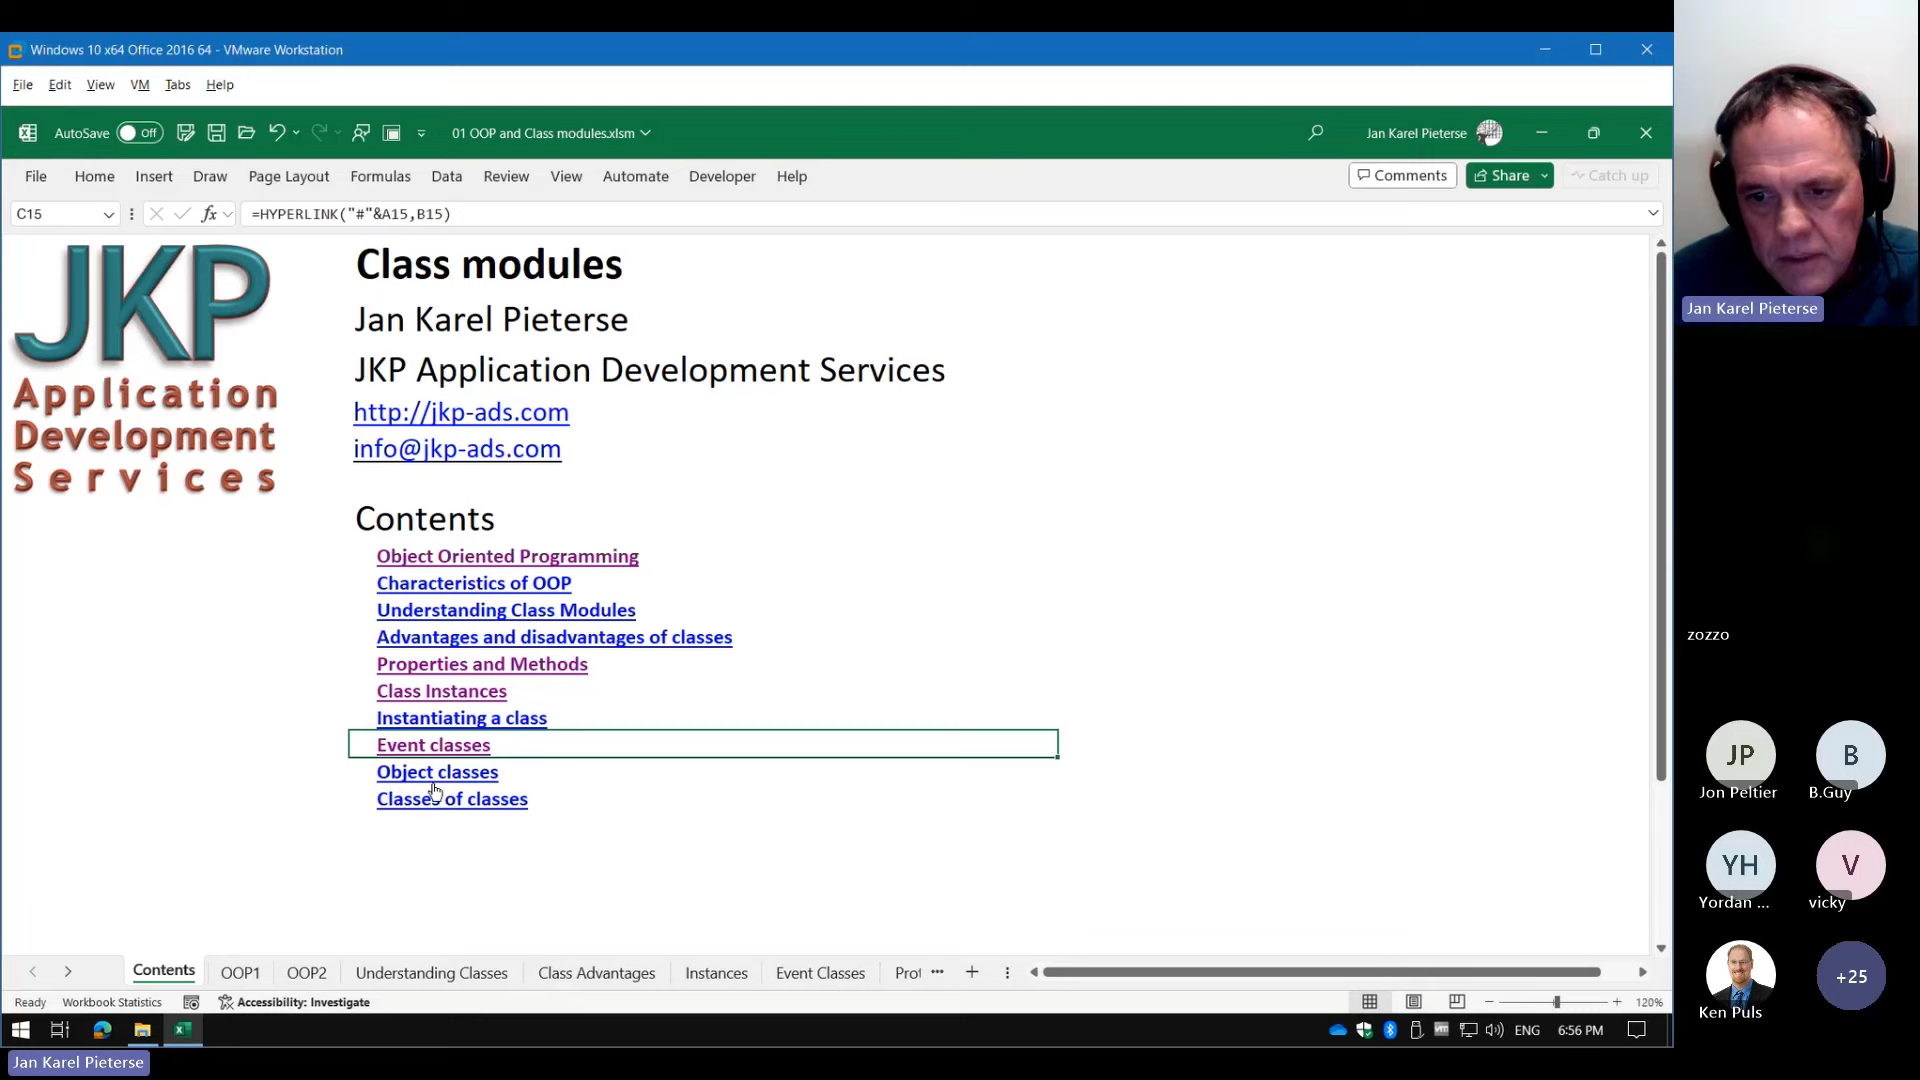 Windows 10 x64 Office 2016 64 - VMware Workstation
File Edit View VM Tabs Help
AutoSave Off 01 OOP and Class modules.xlsm Jan Karel Pieterse
File Home Insert Draw Page Layout Formulas Data Review View Automate Developer Help Comments Share Catch up
C15 fx =HYPERLINK("#"&A15,B15)
JKP
Application
Development
Services
Class modules
Jan Karel Pieterse
JKP Application Development Services
http://jkp-ads.com
info@jkp-ads.com
Contents
Object Oriented Programming
Characteristics of OOP
Understanding Class Modules
Advantages and disadvantages of classes
Properties and Methods
Class Instances
Instantiating a class
Event classes
Object classes
Classes of classes
Contents OOP1 OOP2 Understanding Classes Class Advantages Instances Event Classes Prot
Ready Workbook Statistics Accessibility: Investigate 120%
ENG 6:56 PM
Jan Karel Pieterse
Jan Karel Pieterse
zozzo
JP B
Jon Peltier B.Guy
YH V
Yordan ... vicky
+25
Ken Puls